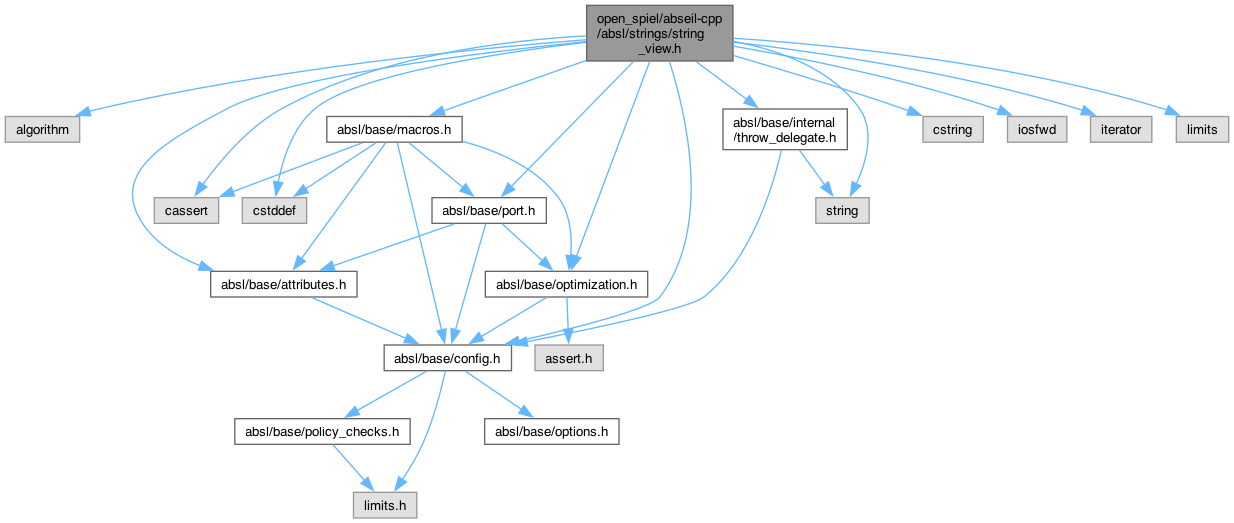 open_spiel/abseil-cpp
/absl/strings/string
_view.h
algorithm
absl/base/macros.h
absl/base/internal
/throw_delegate.h
cstring
iosfwd
iterator
limits
cassert
cstddef
absl/base/port.h
string
absl/base/attributes.h
absl/base/optimization.h
absl/base/config.h
assert.h
absl/base/policy_checks.h
absl/base/options.h
limits.h